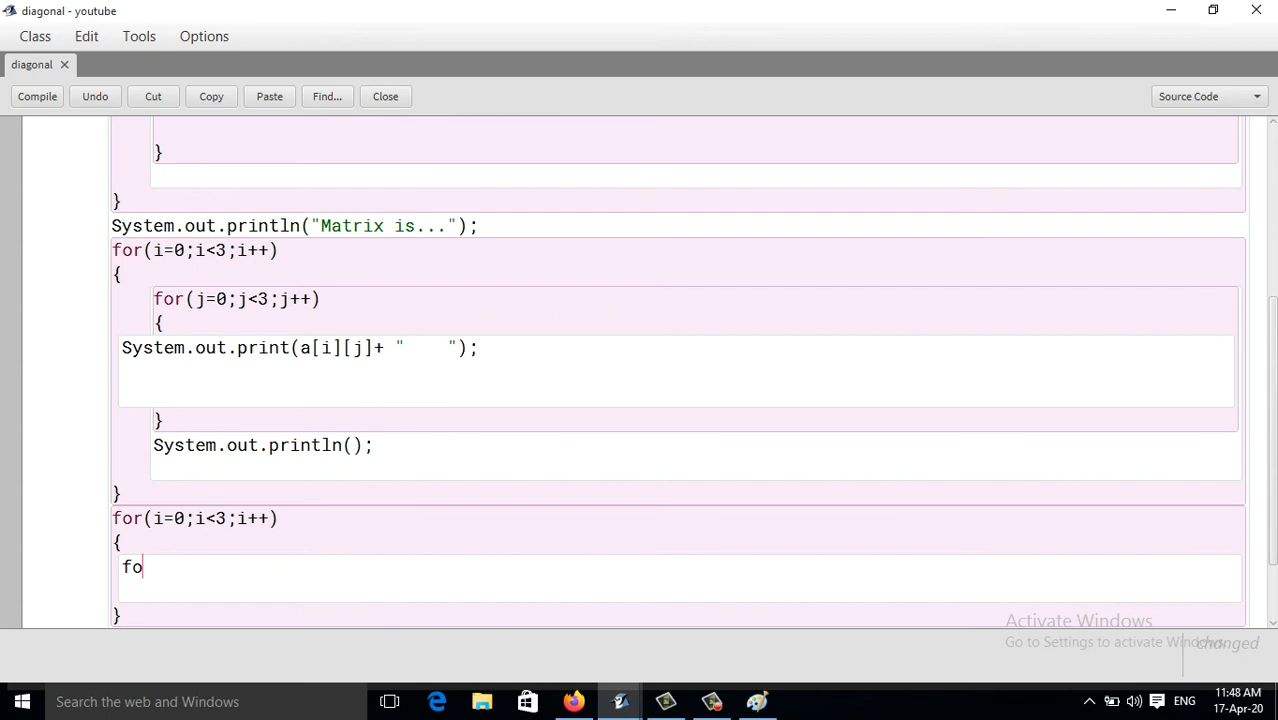 diagonal - youtube
Class Edit Tools Options
diagonal
Compile Undo Cut Copy Paste Find... Close Source Code
}
}
System.out.println("Matrix is...");
for(i=0;i<3;i++)
{
for(j=0;j<3;j++)
{
System.out.print(a[i][j]+ "    ");
}
System.out.println();
}
for(i=0;i<3;i++)
{
fo
}
Activate Windows
Go to Settings to activate Windows.
changed
Search the web and Windows
ENG
11:48 AM
17-Apr-20